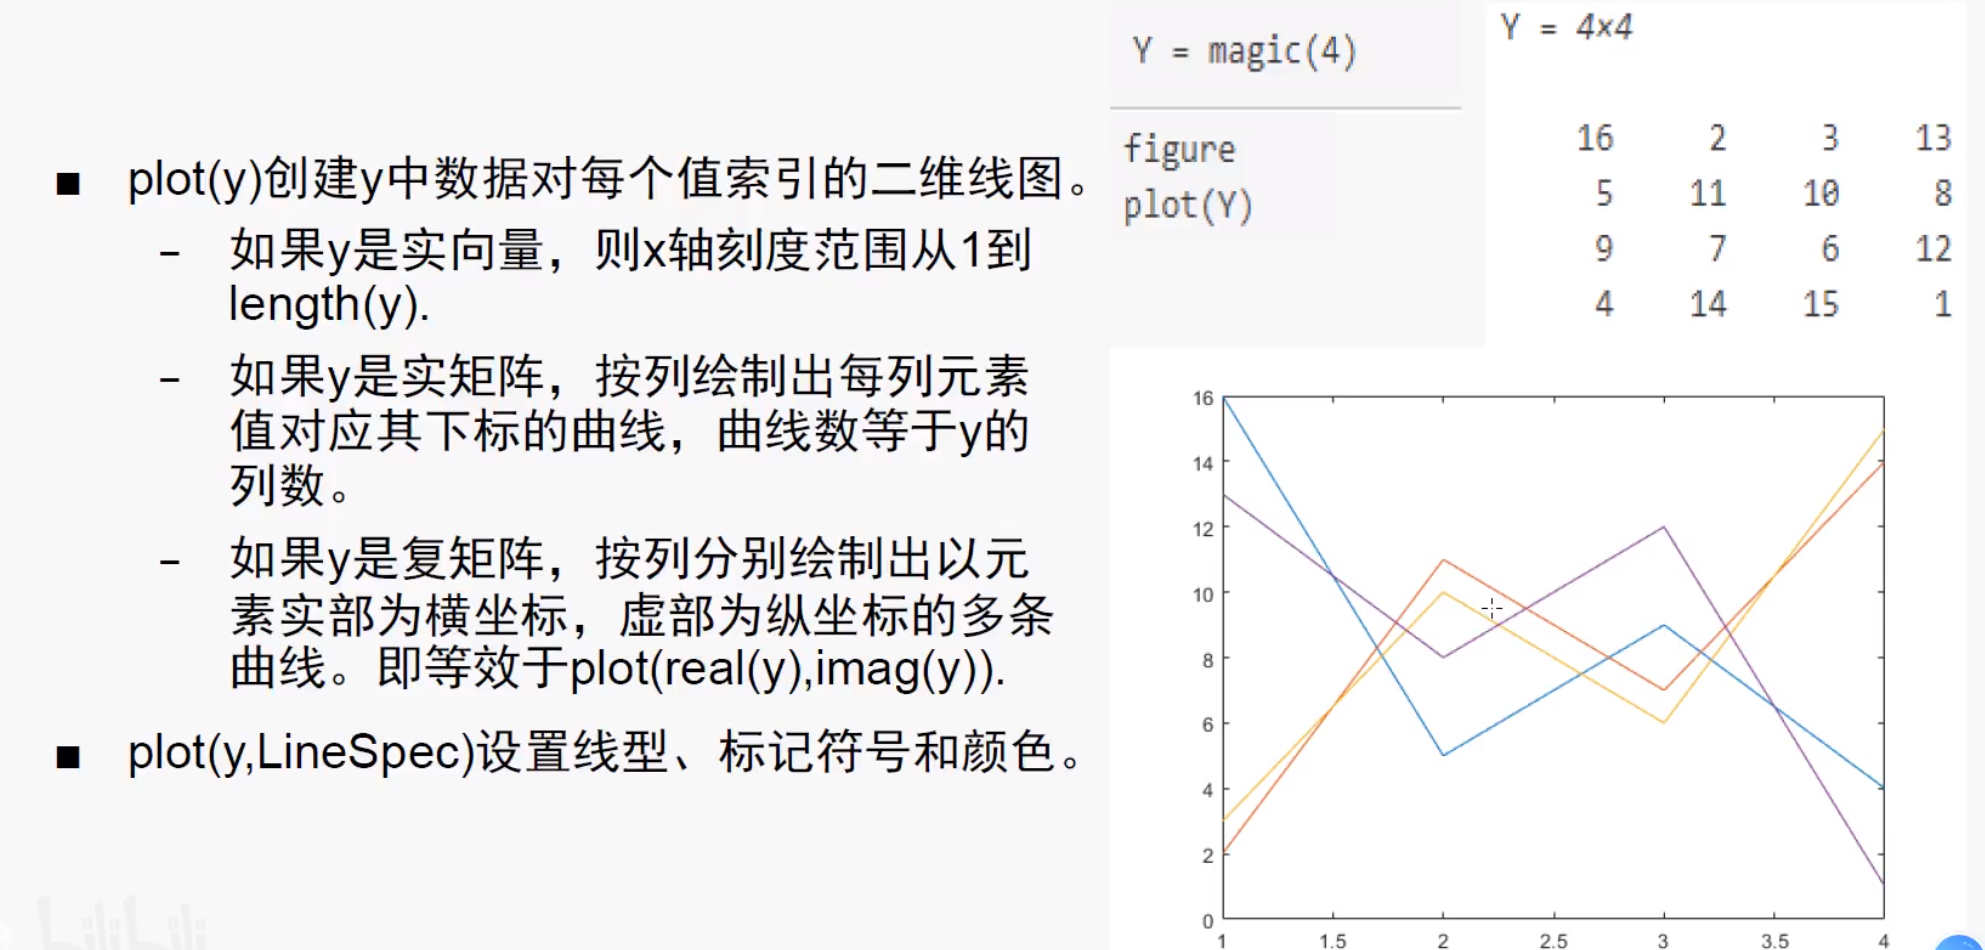 ■ plot(y)创建y中数据对每个值索引的二维线图。
– 如果y是实向量，则x轴刻度范围从1到
length(y).
– 如果y是实矩阵，按列绘制出每列元素
值对应其下标的曲线，曲线数等于y的
列数。
– 如果y是复矩阵，按列分别绘制出以元
素实部为横坐标，虚部为纵坐标的多条
曲线。即等效于plot(real(y),imag(y)).
■ plot(y,LineSpec)设置线型、标记符号和颜色。
Y = magic(4)
figure
plot(Y)
Y = 4×4
16 2 3 13
5 11 10 8
9 7 6 12
4 14 15 1
16
14
12
10
8
6
4
2
0
1 1.5 2 2.5 3 3.5 4
bilibili